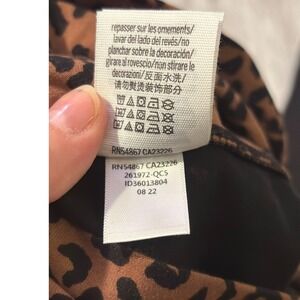 repasser sur les ornements/
lavar del lado del revés/no
planchar sobre la decoración/
girare al rovescio/non stirare le
decorazioni/反面水洗/
请勿熨烫装饰部分
RN54867 CA23226
RN54867 CA23226
261972-QC5
ID36013804
08 22